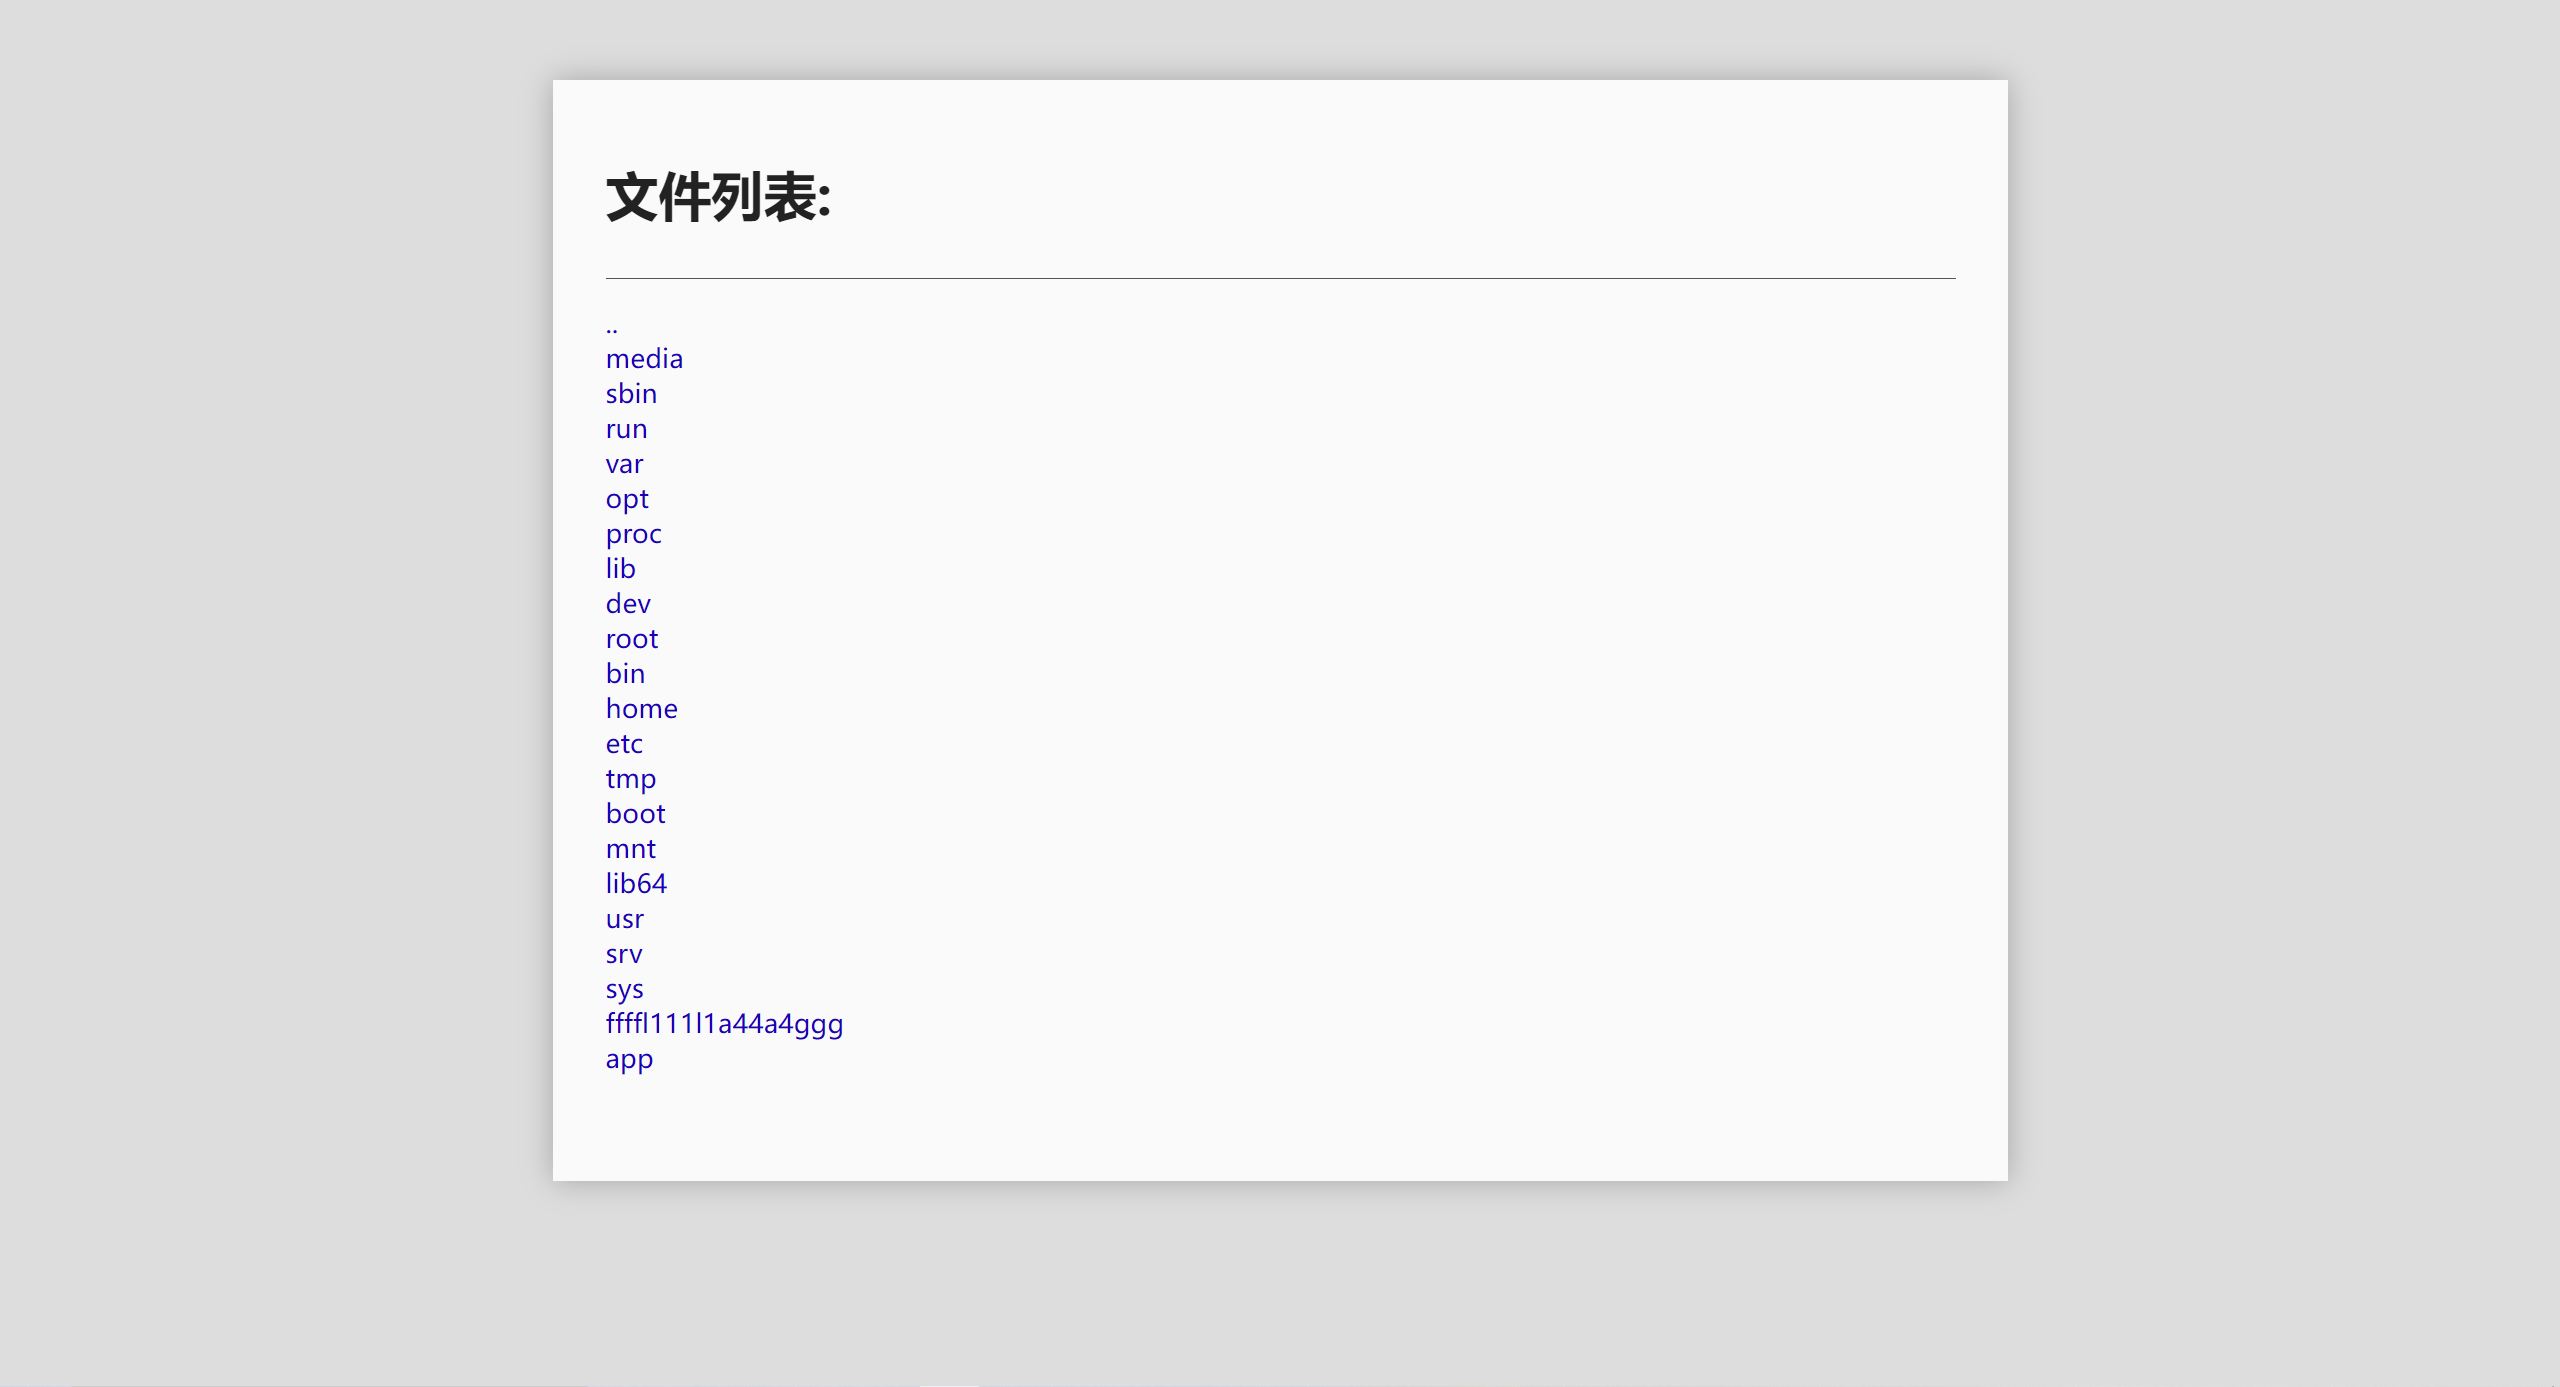 文件列表:
..
media
sbin
run
var
opt
proc
lib
dev
root
bin
home
etc
tmp
boot
mnt
lib64
usr
srv
sys
ffffl111l1a44a4ggg
app